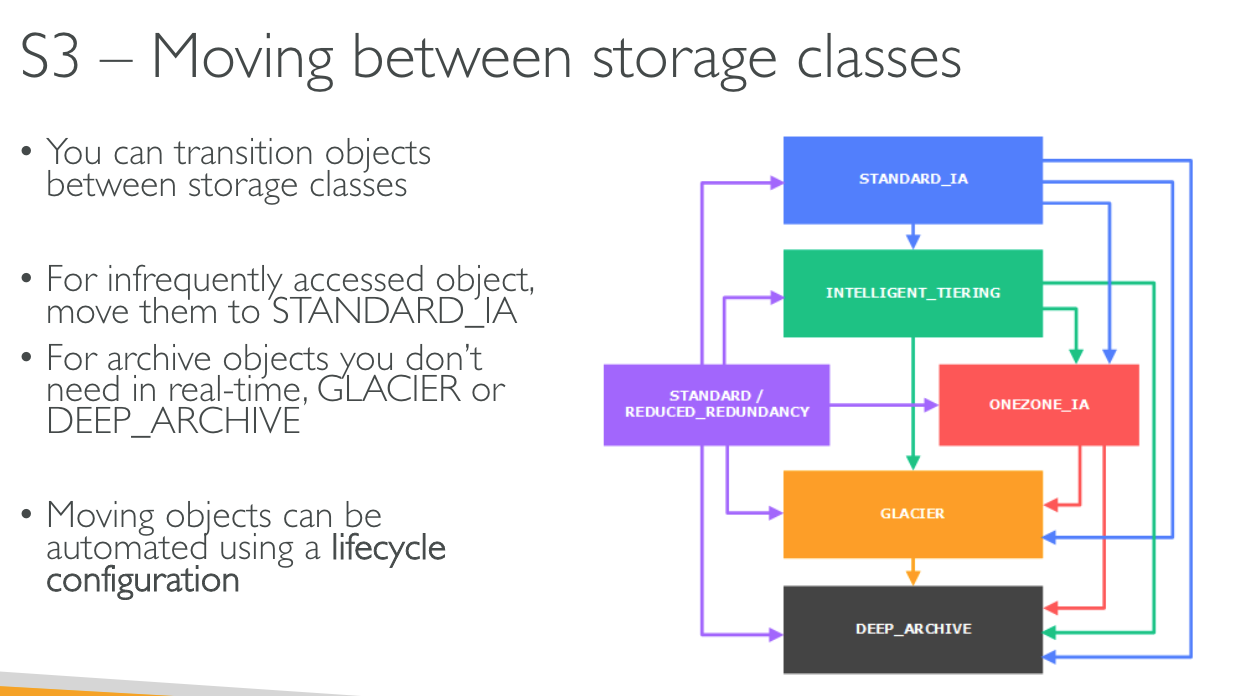 S3 – Moving between storage classes
• You can transition objects
between storage classes
• For infrequently accessed object,
move them to STANDARD_IA
• For archive objects you don’t
need in real-time, GLACIER or
DEEP_ARCHIVE
• Moving objects can be
automated using a lifecycle
configuration
STANDARD_IA
INTELLIGENT_TIERING
STANDARD /
REDUCED_REDUNDANCY
ONEZONE_IA
GLACIER
DEEP_ARCHIVE